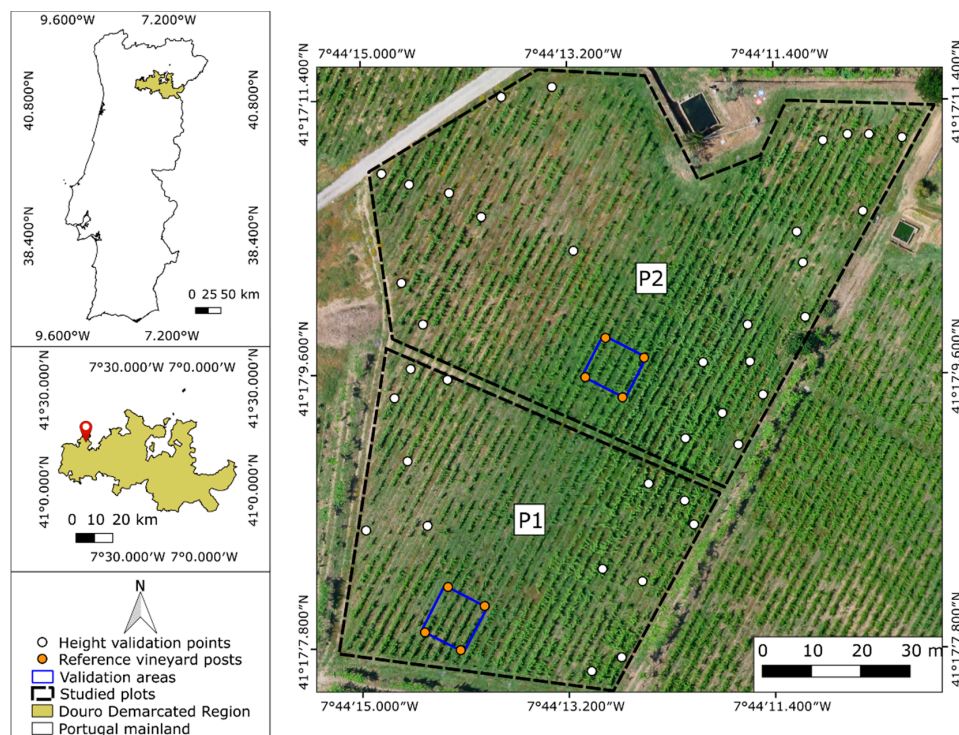 9.600°W 7.200°W
40.800°N 40.800°N
38.400°N 38.400°N
0 25 50 km
9.600°W 7.200°W
7°30.000′W 7°0.000′W
41°30.000′N 41°30.000′N
41°0.000′N 41°0.000′N
0 10 20 km
7°30.000′W 7°0.000′W
N
Height validation points
Reference vineyard posts
Validation areas
Studied plots
Douro Demarcated Region
Portugal mainland
7°44′15.000″W 7°44′13.200″W 7°44′11.400″W
41°17′11.400″N 41°17′11.400″N
P2
41°17′9.600″N 41°17′9.600″N
P1
41°17′7.800″N 41°17′7.800″N
0 10 20 30 m
7°44′15.000″W 7°44′13.200″W 7°44′11.400″W